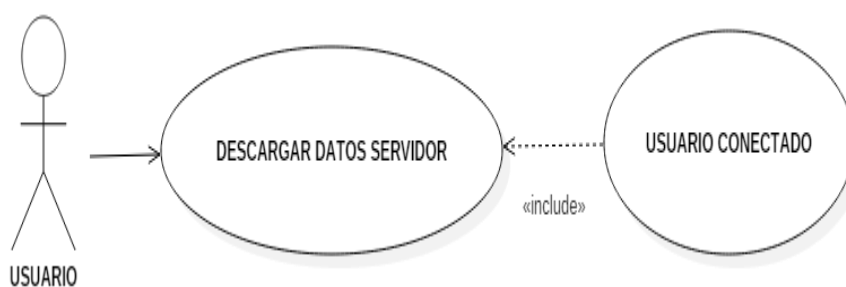 DESCARGAR DATOS SERVIDOR
USUARIO CONECTADO
«include»
USUARIO